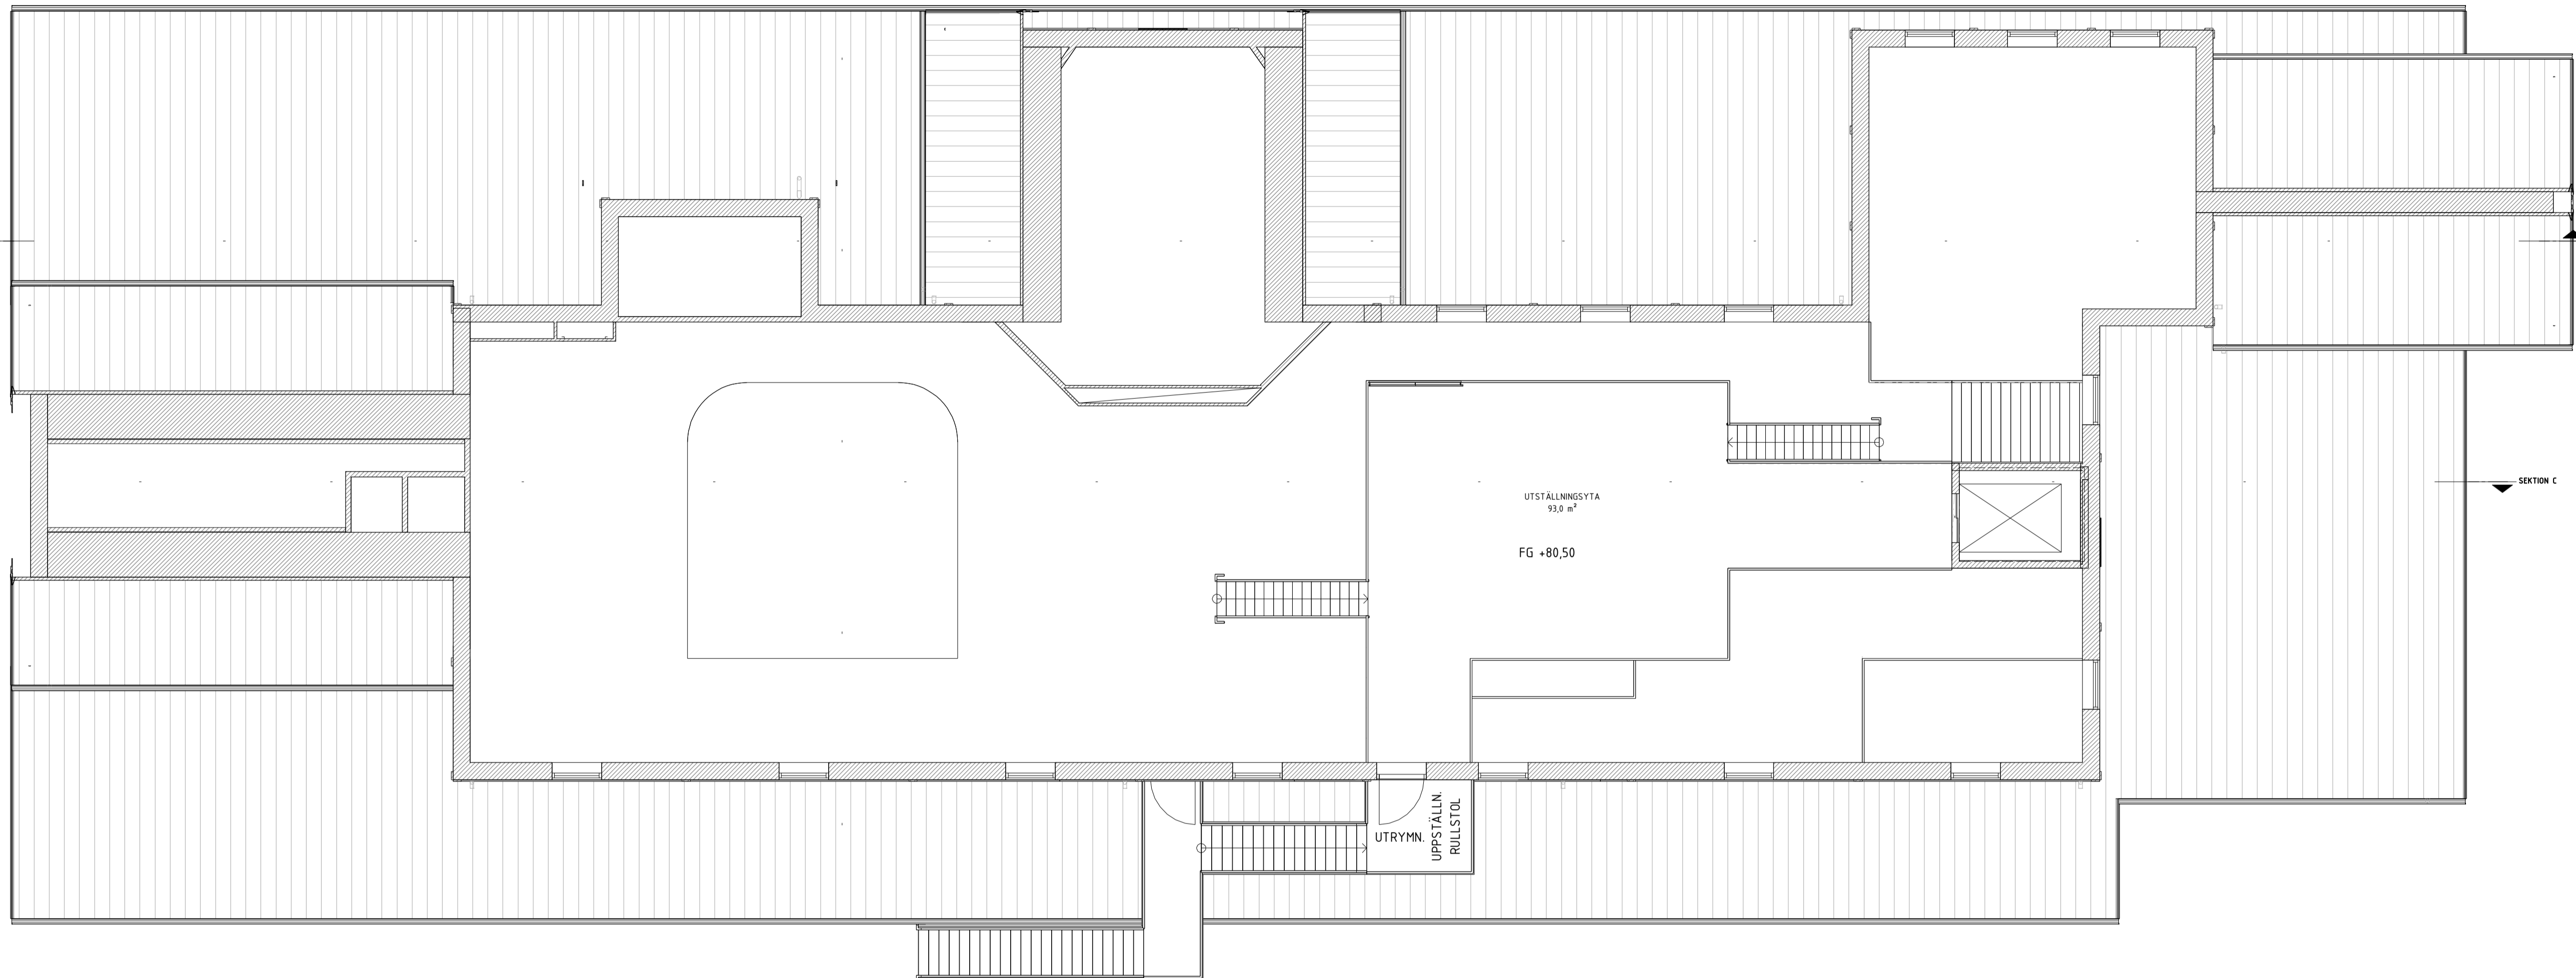 SEKTION C
UTSTÄLLNINGSYTA
93,0 m²
FG +80,50
UTRYMN.
UPPSTÄLLN.
RULLSTOL